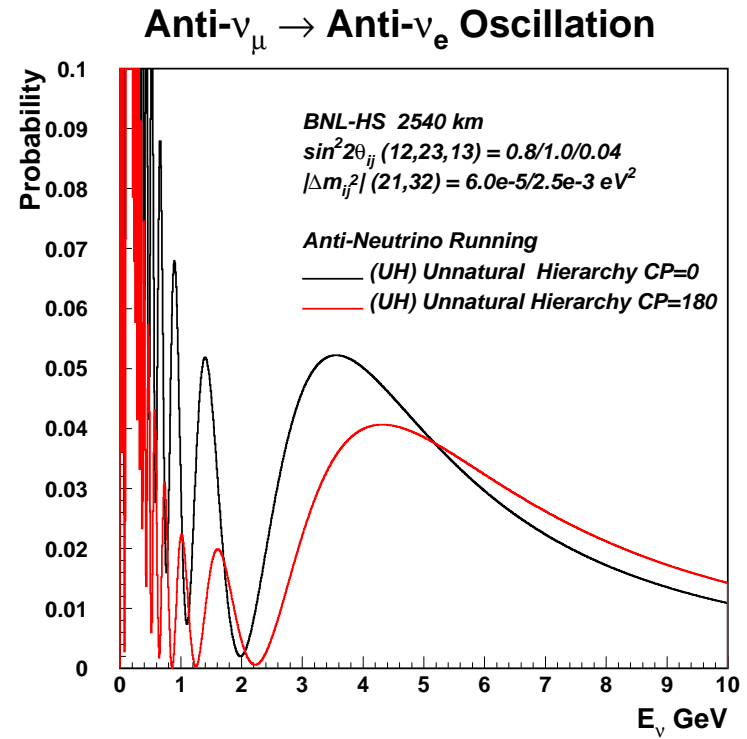 Anti-νμ → Anti-νe Oscillation
Probability
0.1
0.09
0.08
0.07
0.06
0.05
0.04
0.03
0.02
0.01
0
BNL-HS 2540 km
sin²2θij (12,23,13) = 0.8/1.0/0.04
|Δmij²| (21,32) = 6.0e-5/2.5e-3 eV²
Anti-Neutrino Running
(UH) Unnatural Hierarchy CP=0
(UH) Unnatural Hierarchy CP=180
0 1 2 3 4 5 6 7 8 9 10
Eν GeV